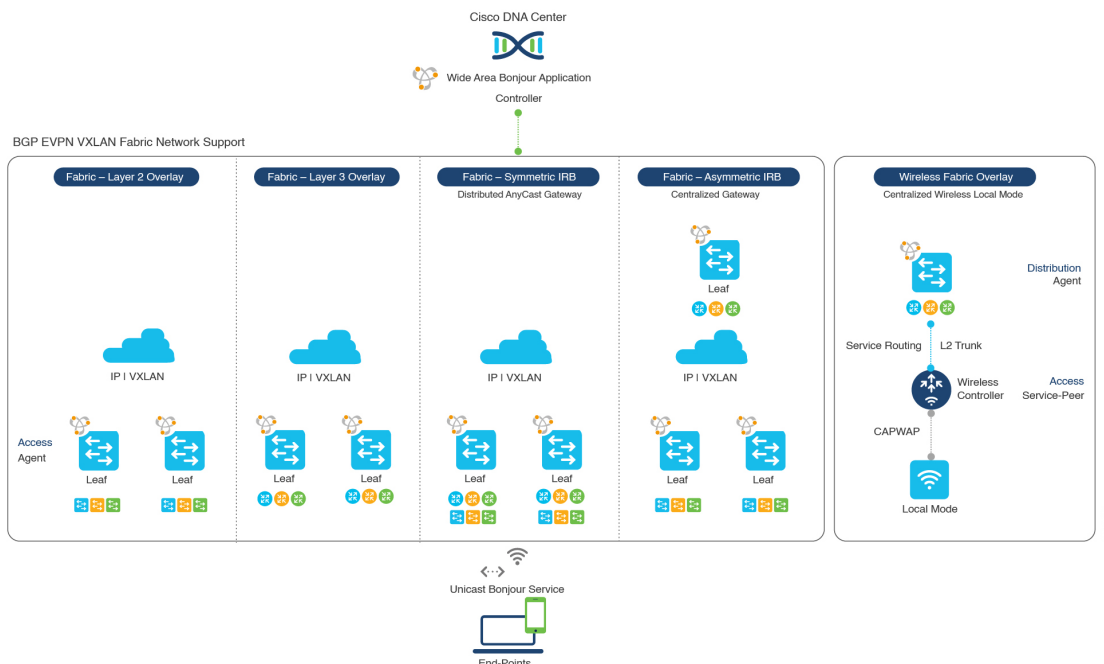 Cisco DNA Center
Wide Area Bonjour Application
Controller
BGP EVPN VXLAN Fabric Network Support
Fabric – Layer 2 Overlay
Fabric – Layer 3 Overlay
Fabric – Symmetric IRB
Distributed AnyCast Gateway
Fabric – Asymmetric IRB
Centralized Gateway
Wireless Fabric Overlay
Centralized Wireless Local Mode
Leaf
Distribution
Agent
Service Routing
L2 Trunk
IP | VXLAN
IP | VXLAN
IP | VXLAN
IP | VXLAN
Wireless
Controller
Access
Service-Peer
CAPWAP
Access
Agent
Leaf
Leaf
Leaf
Leaf
Leaf
Leaf
Leaf
Leaf
Local Mode
Unicast Bonjour Service
End-Points